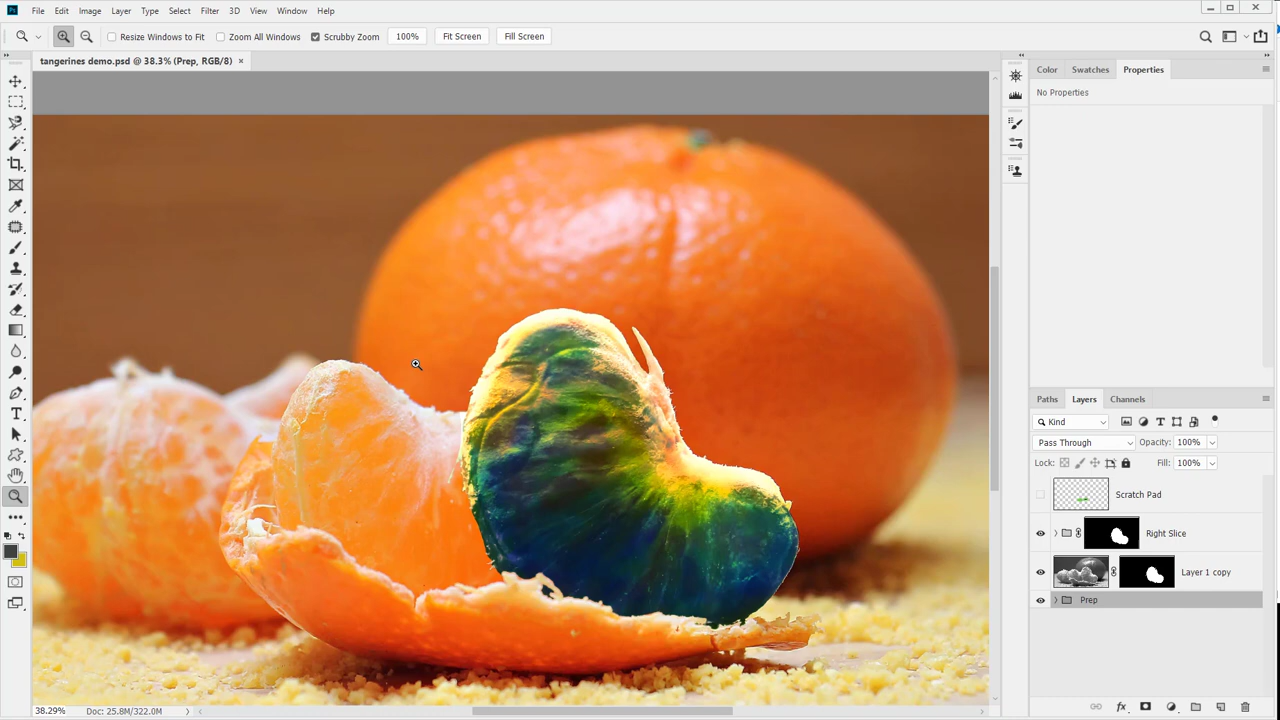 Ps File Edit Image Layer Type Select Filter 3D View Window Help
Resize Windows to Fit Zoom All Windows Scrubby Zoom 100% Fit Screen Fill Screen
tangerines demo.psd @ 38.3% (Prep, RGB/8) ×
Color Swatches Properties
No Properties
Paths Layers Channels
Kind
Pass Through Opacity: 100%
Lock: Fill: 100%
Scratch Pad
Right Slice
Layer 1 copy
Prep
38.29% Doc: 25.8M/322.0M